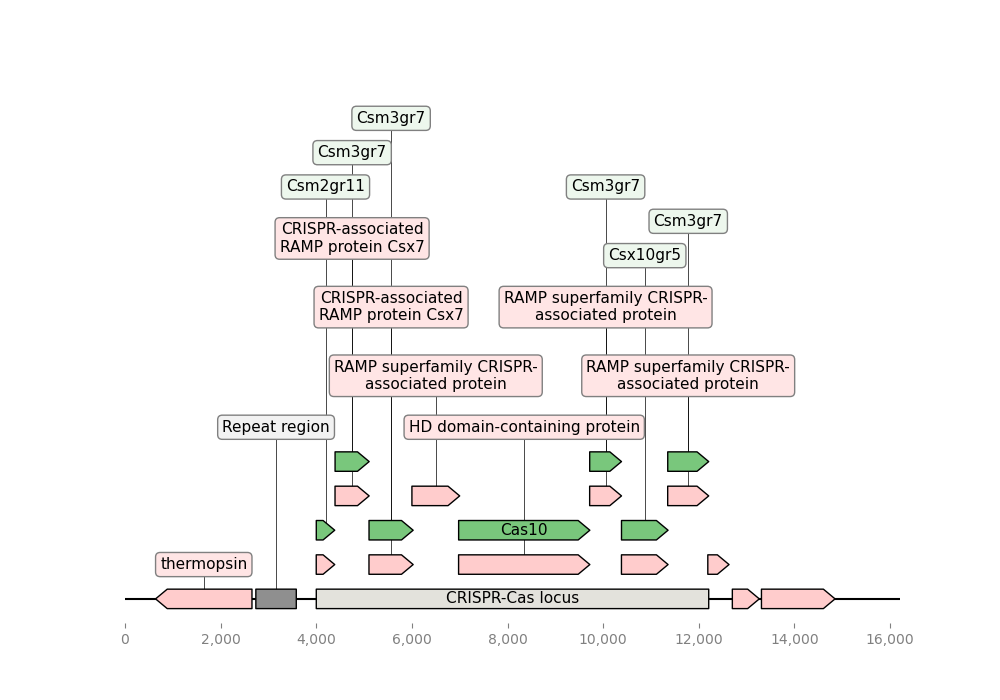 Csm3gr7
Csm3gr7
Csm2gr11
Csm3gr7
Csm3gr7
CRISPR-associated
RAMP protein Csx7
Csx10gr5
CRISPR-associated
RAMP protein Csx7
RAMP superfamily CRISPR-
associated protein
RAMP superfamily CRISPR-
associated protein
RAMP superfamily CRISPR-
associated protein
Repeat region
HD domain-containing protein
Cas10
thermopsin
CRISPR-Cas locus
0
2,000
4,000
6,000
8,000
10,000
12,000
14,000
16,000